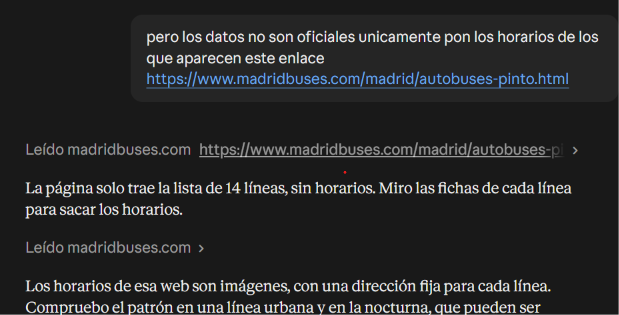 pero los datos no son oficiales unicamente pon los horarios de los
que aparecen este enlace
https://www.madridbuses.com/madrid/autobuses-pinto.html
Leído madridbuses.com https://www.madridbuses.com/madrid/autobuses-pi
La página solo trae la lista de 14 líneas, sin horarios. Miro las fichas de cada línea
para sacar los horarios.
Leído madridbuses.com
Los horarios de esa web son imágenes, con una dirección fija para cada línea.
Compruebo el patrón en una línea urbana y en la nocturna, que pueden ser